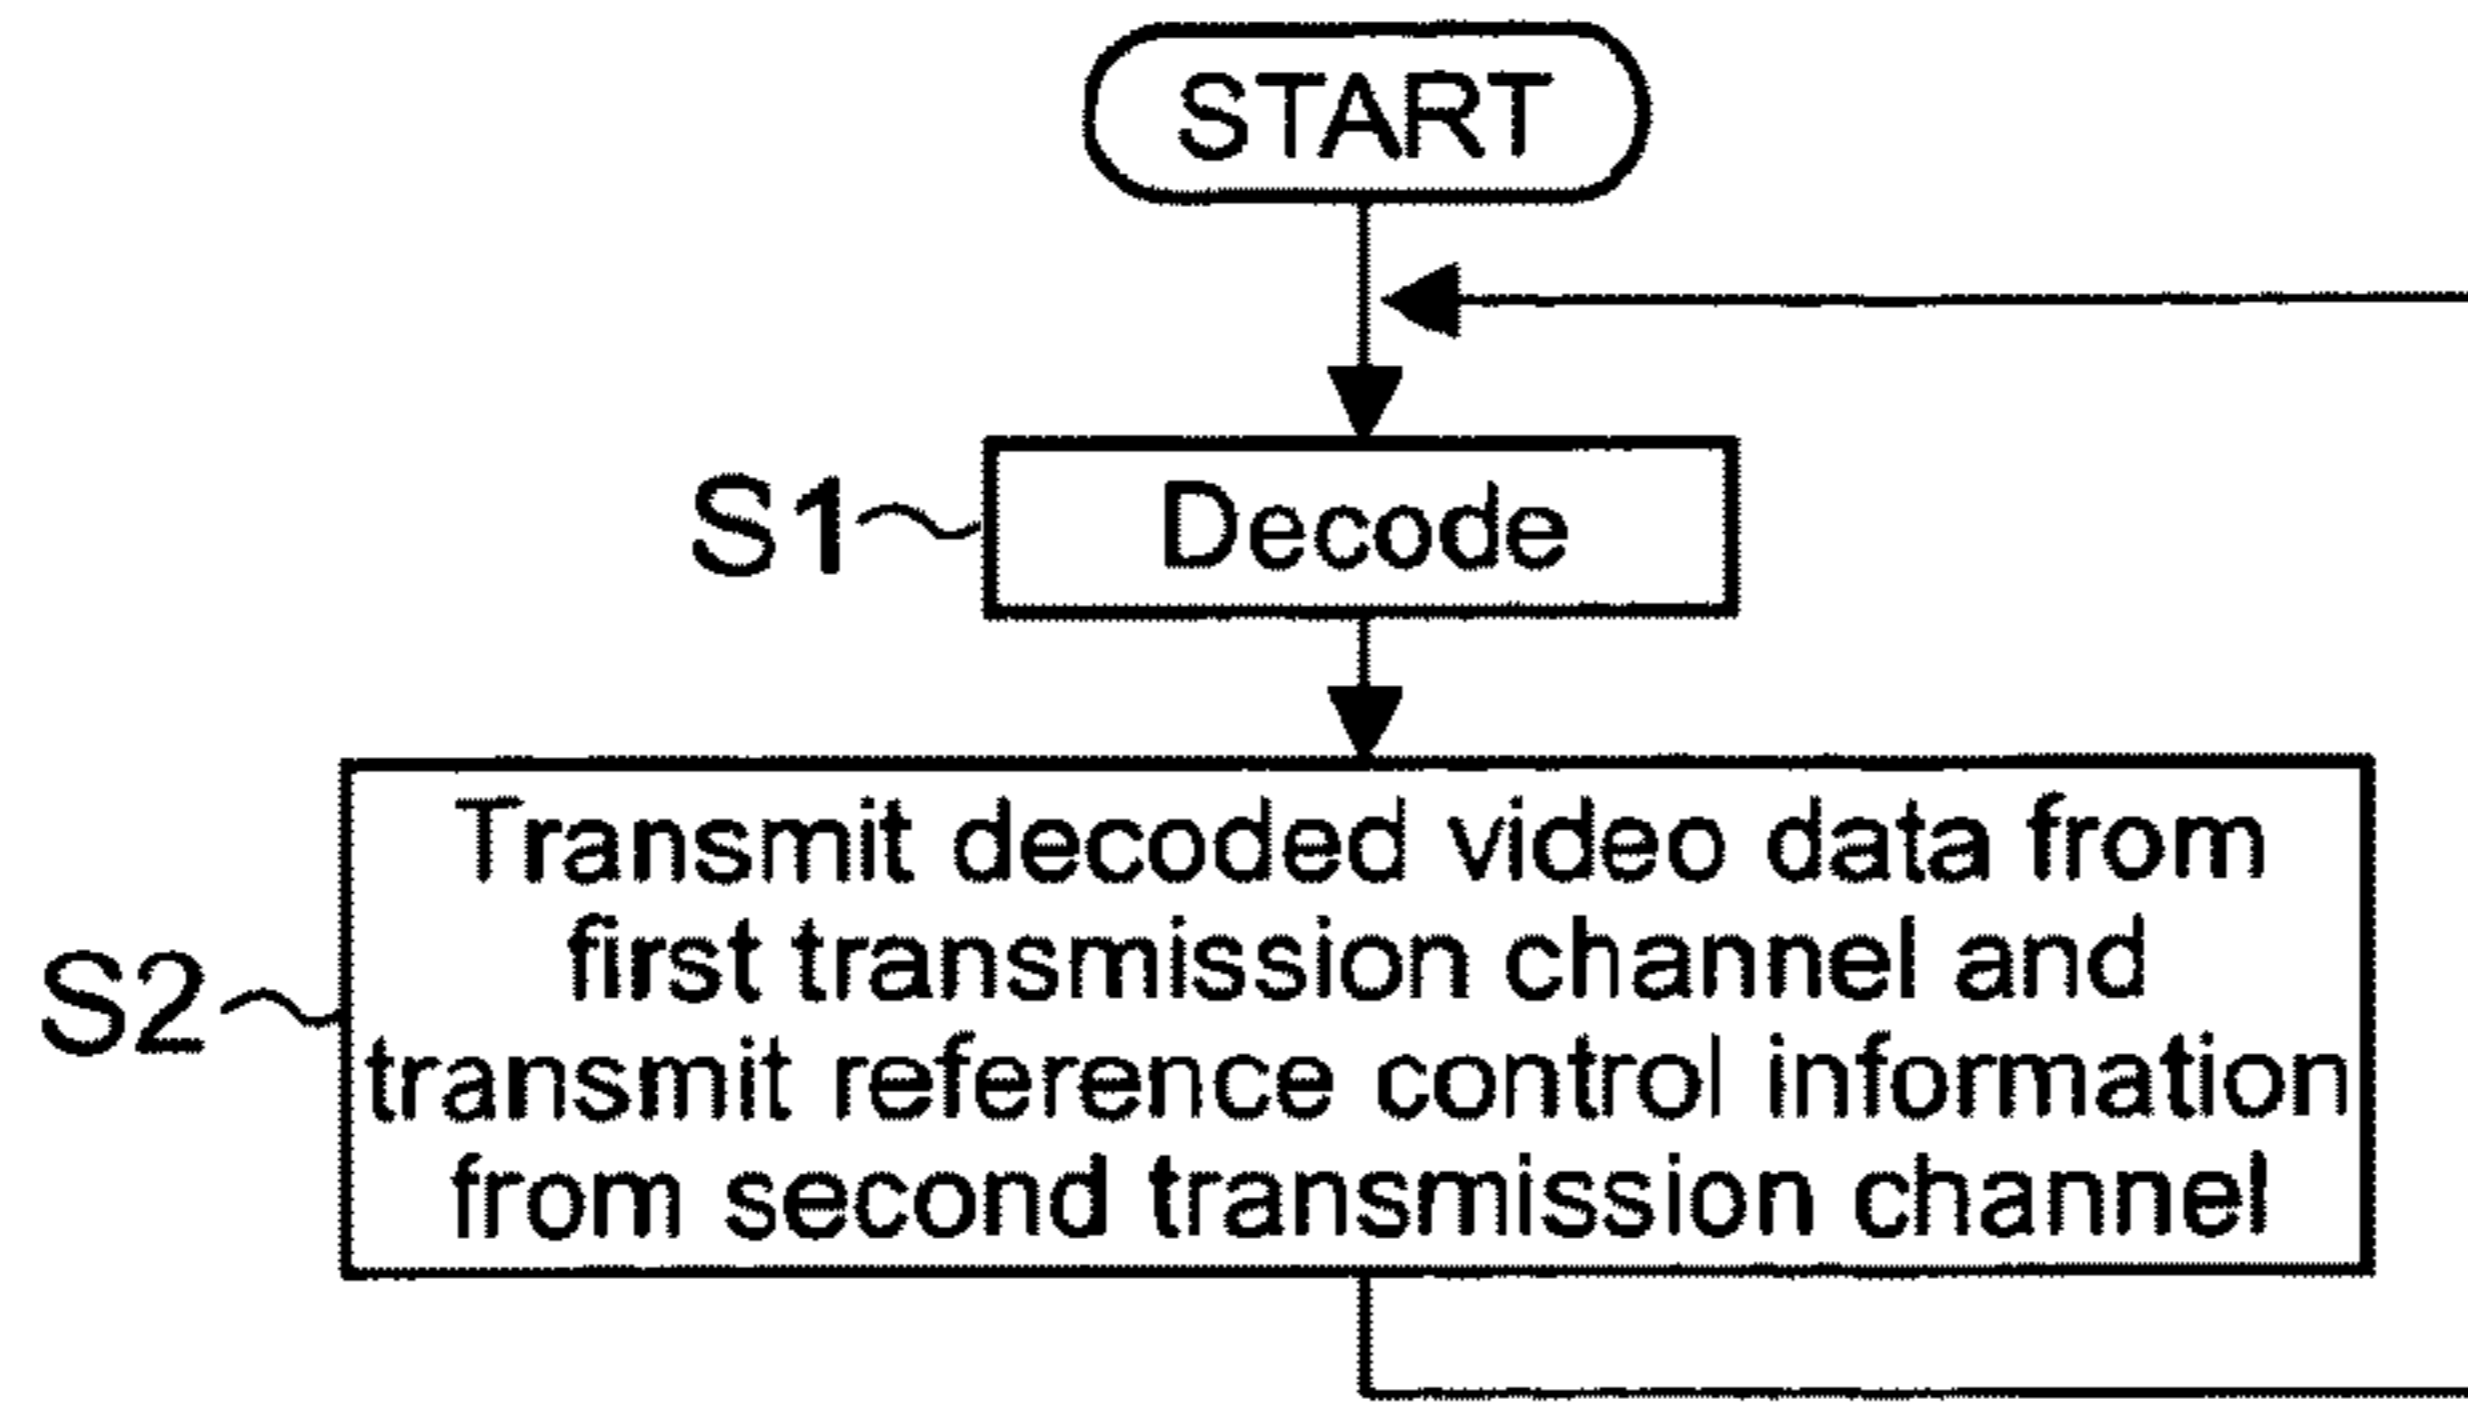 START
S1
Decode
S2
Transmit decoded video data from
first transmission channel and
transmit reference control information
from second transmission channel